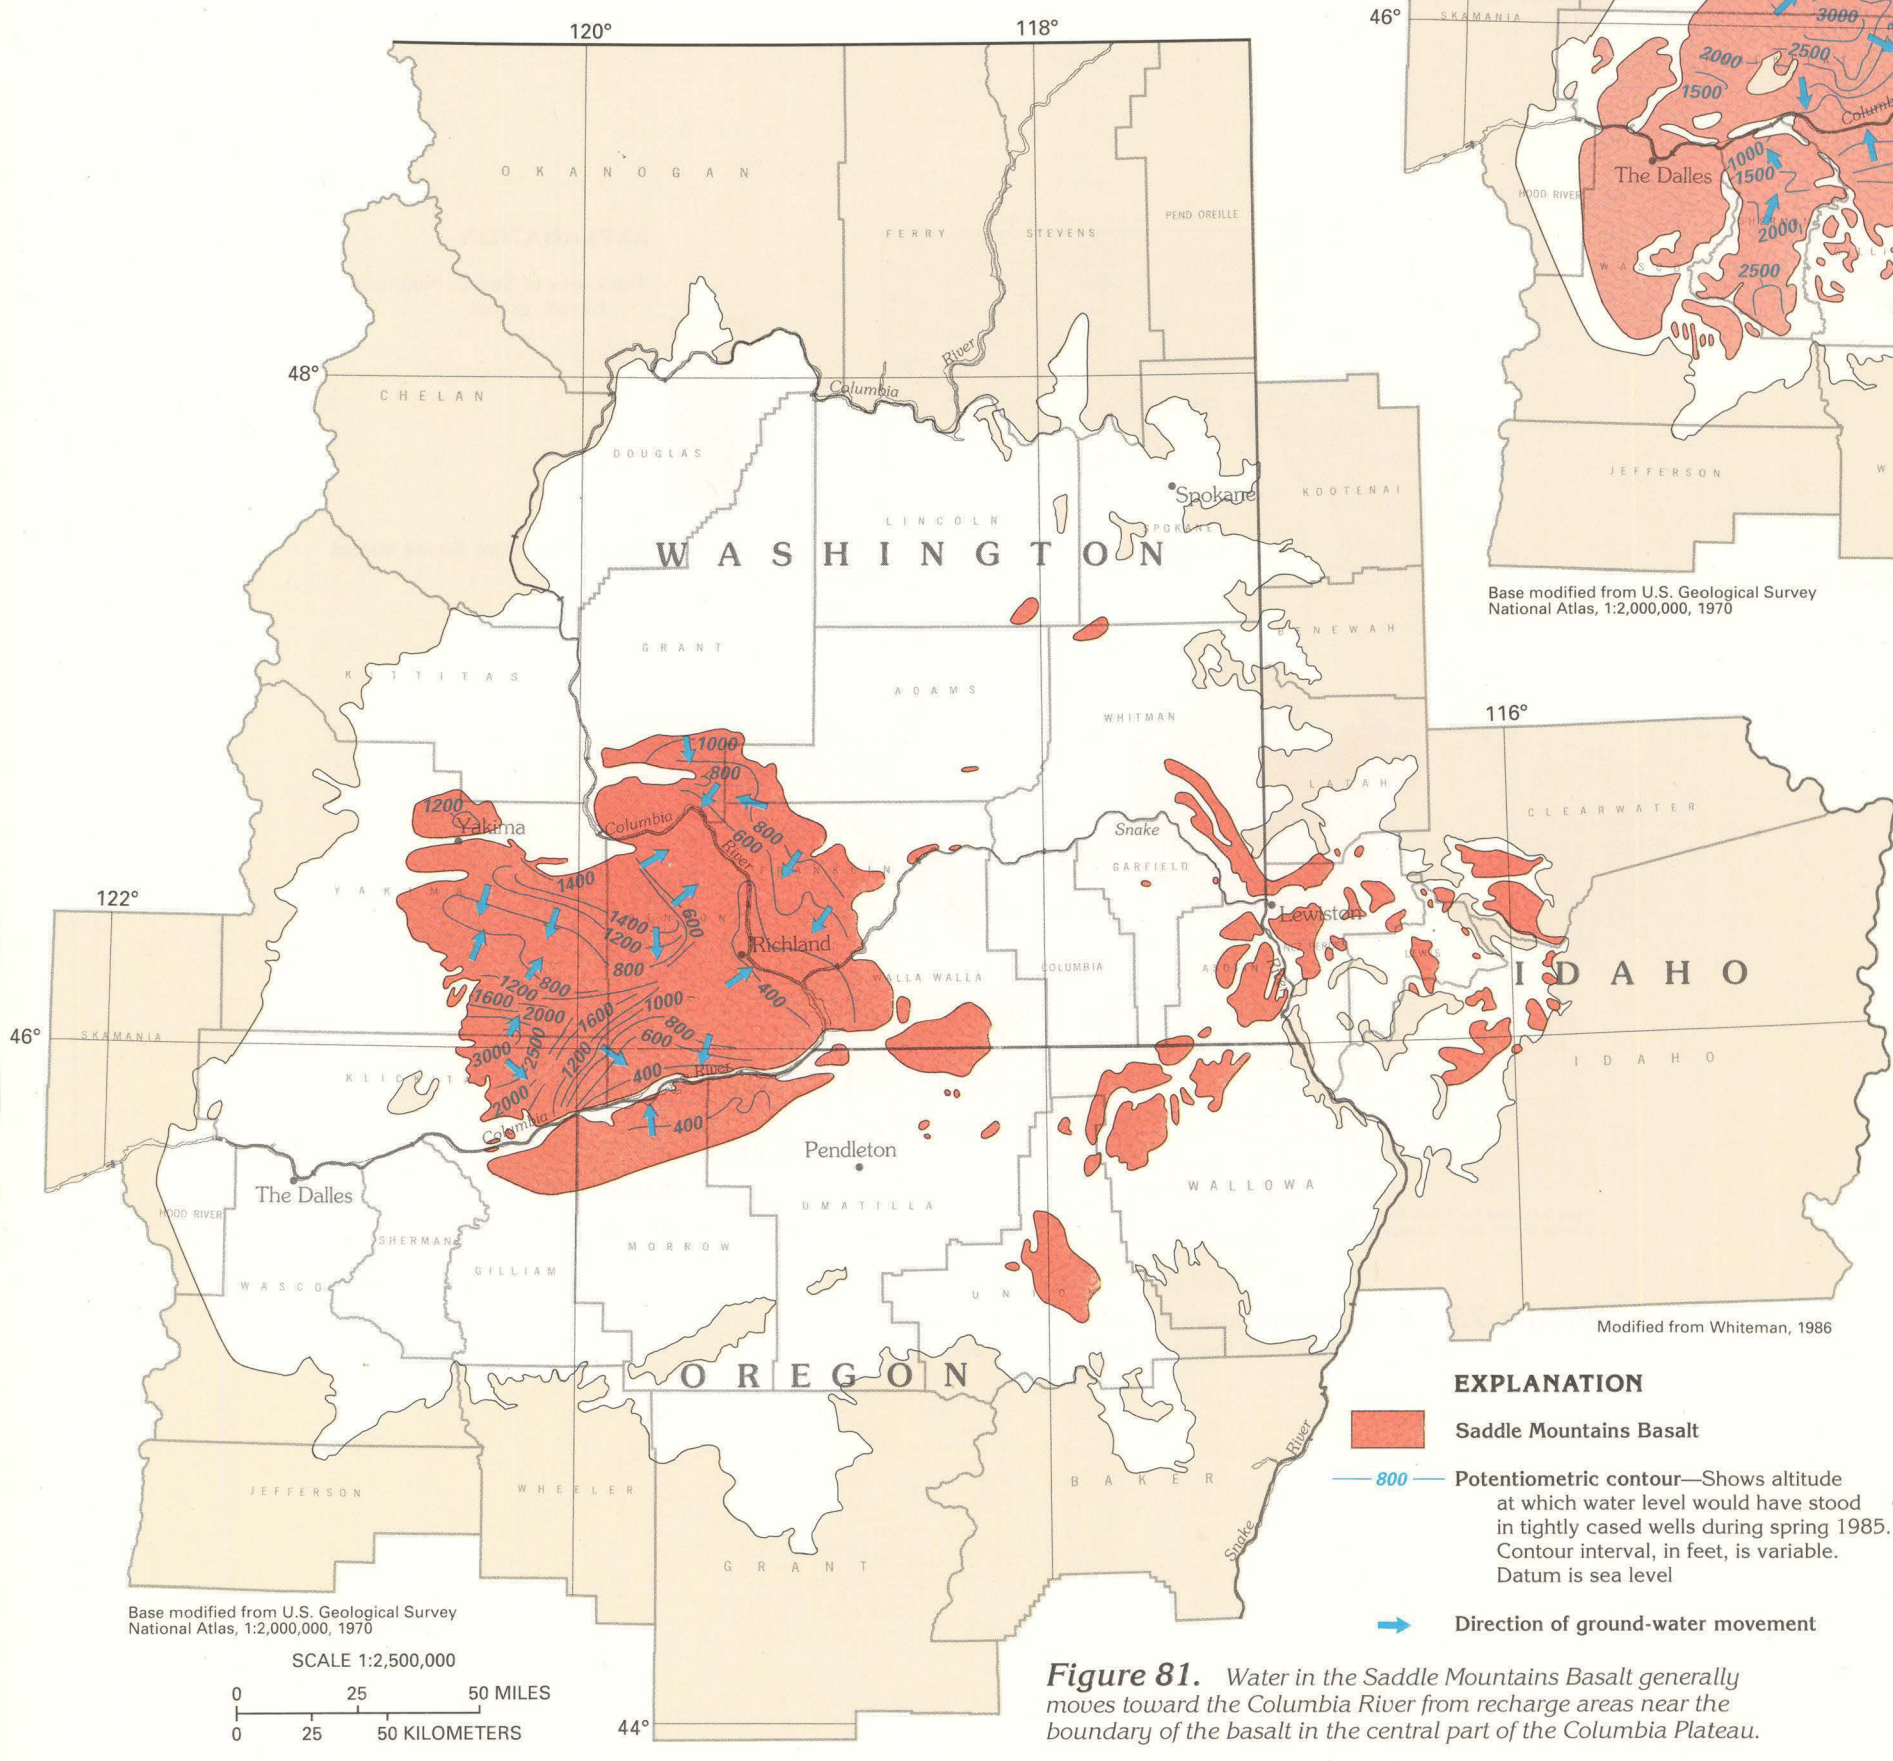 120°
118°
46°
SKAMANIA
3000
2000
2500
1500
OKANOGAN
The Dalles
1000
1500
HOOD RIVER
PEND OREILLE
FERRY
STEVENS
2000
WASCO
2500
River
48°
Columbia
CHELAN
DOUGLAS
JEFFERSON
W
Spokane
KOOTENAI
LINCOLN
SPOKANE
WASHINGTON
Base modified from U.S. Geological Survey
National Atlas, 1:2,000,000, 1970
BENEWAH
GRANT
KITTITAS
ADAMS
116°
WHITMAN
1000
800
LATAH
1200
Yakima
CLEARWATER
Columbia
Snake
800
600
River
GARFIELD
FRANKLIN
1400
YAKIMA
122°
1400
BENTON
600
Lewiston
1200
Richland
NEZ PERCE
LEWIS
800
COLUMBIA
ASOTIN
WALLA WALLA
River
IDAHO
1200
800
400
1600
1000
2000
1600
800
46°
SKAMANIA
600
3000
2500
1200
IDAHO
400
River
KLICKITAT
2000
Columbia
400
Pendleton
The Dalles
WALLOWA
UMATILLA
HOOD RIVER
SHERMAN
MORROW
GILLIAM
WASCO
UNION
Modified from Whiteman, 1986
OREGON
EXPLANATION
Saddle Mountains Basalt
River
800
Potentiometric contour—Shows altitude
at which water level would have stood
in tightly cased wells during spring 1985.
Contour interval, in feet, is variable.
Datum is sea level
BAKER
JEFFERSON
WHEELER
Snake
GRANT
Base modified from U.S. Geological Survey
National Atlas, 1:2,000,000, 1970
Direction of ground-water movement
SCALE 1:2,500,000
0 25 50 MILES
0 25 50 KILOMETERS
44°
Figure 81. Water in the Saddle Mountains Basalt generally
moves toward the Columbia River from recharge areas near the
boundary of the basalt in the central part of the Columbia Plateau.